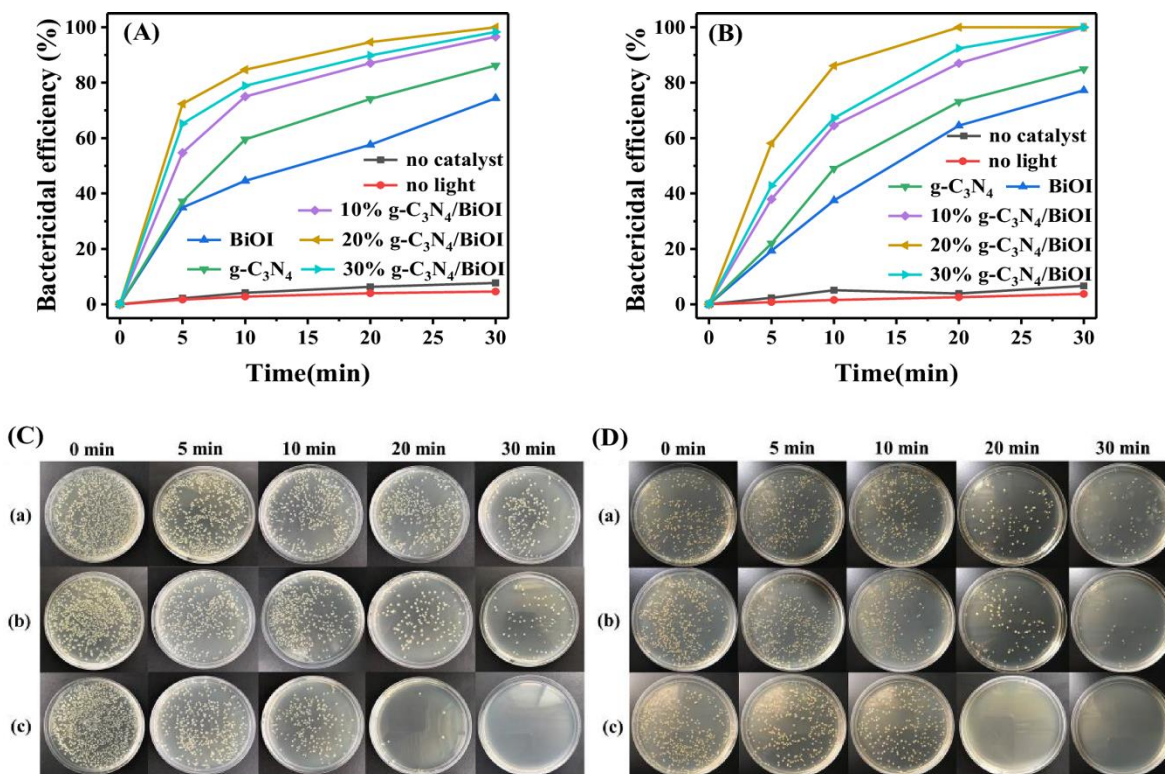 (A)
Bactericidal efficiency (%)
100
80
60
40
20
0
no catalyst
no light
10% g-C₃N₄/BiOI
BiOI
20% g-C₃N₄/BiOI
g-C₃N₄
30% g-C₃N₄/BiOI
0 5 10 15 20 25 30
Time(min)
(B)
Bactericidal efficiency (%
100
80
60
40
20
0
no catalyst
no light
g-C₃N₄ BiOI
10% g-C₃N₄/BiOI
20% g-C₃N₄/BiOI
30% g-C₃N₄/BiOI
0 5 10 15 20 25 30
Time(min)
(C)
0 min 5 min 10 min 20 min 30 min
(a)
(b)
(c)
(D)
0 min 5 min 10 min 20 min 30 min
(a)
(b)
(c)